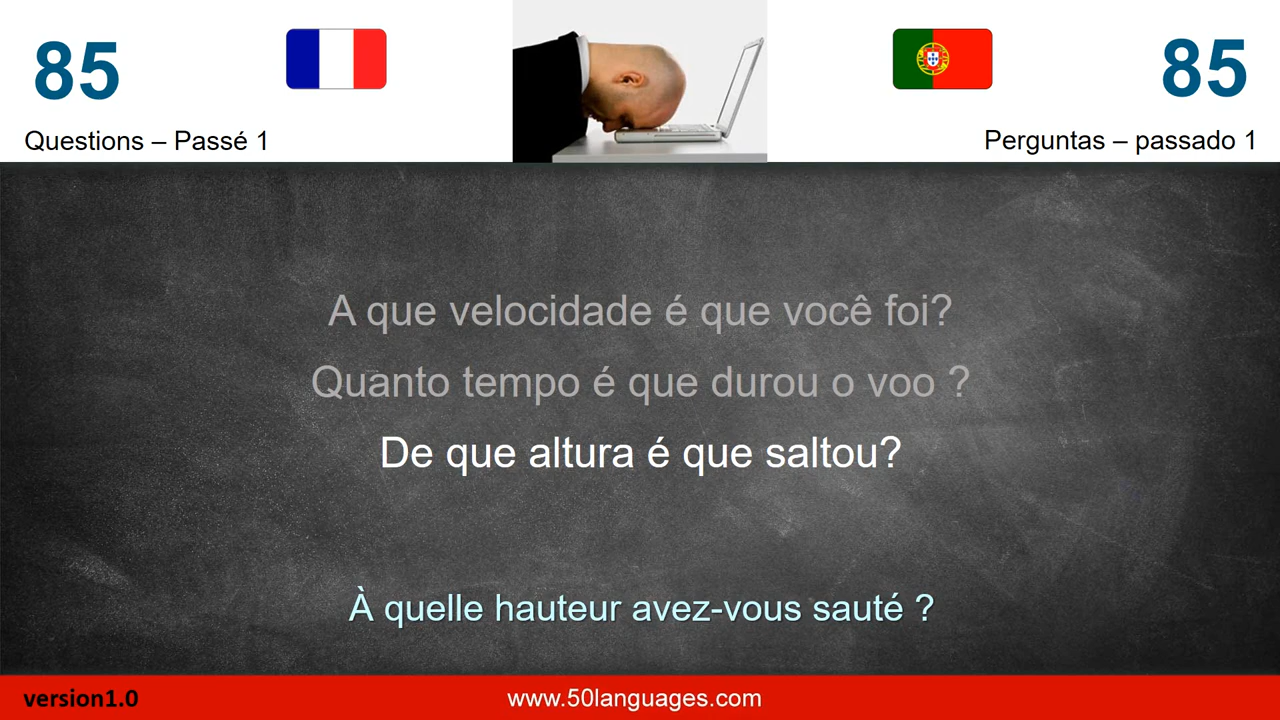 85
85
Questions – Passé 1
Perguntas – passado 1
A que velocidade é que você foi?
Quanto tempo é que durou o voo ?
De que altura é que saltou?
À quelle hauteur avez-vous sauté ?
version1.0
www.50languages.com